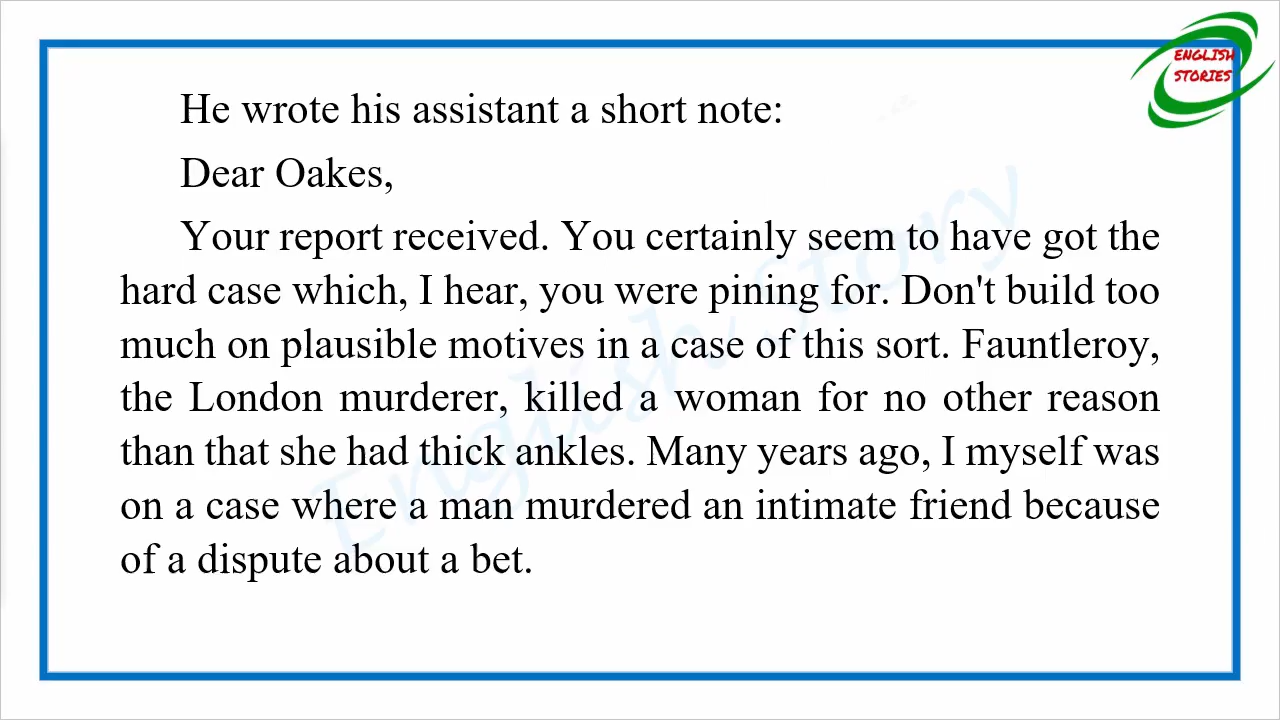 ENGLISH
STORIES
He wrote his assistant a short note:
Dear Oakes,
Your report received. You certainly seem to have got the
hard case which, I hear, you were pining for. Don't build too
much on plausible motives in a case of this sort. Fauntleroy,
the London murderer, killed a woman for no other reason
than that she had thick ankles. Many years ago, I myself was
on a case where a man murdered an intimate friend because
of a dispute about a bet.
English Story